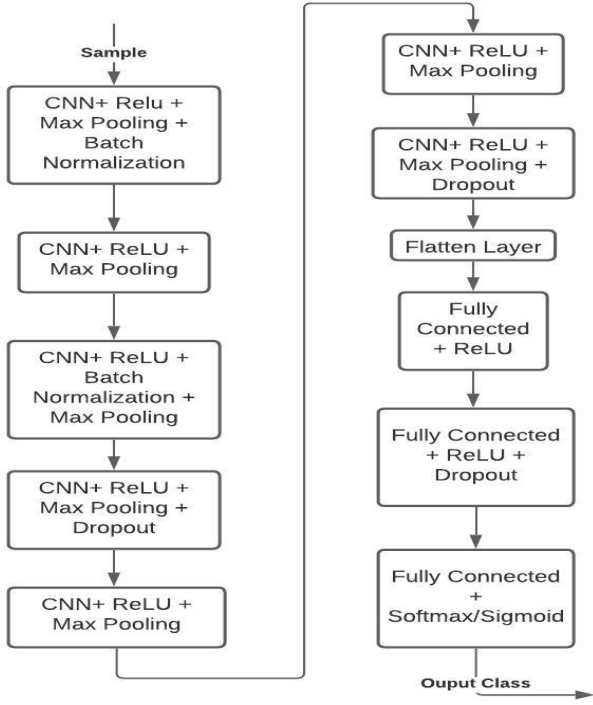 Sample
CNN+ Relu +
Max Pooling +
Batch
Normalization
CNN+ ReLU +
Max Pooling
CNN+ ReLU +
Batch
Normalization +
Max Pooling
CNN+ ReLU +
Max Pooling +
Dropout
CNN+ ReLU +
Max Pooling
CNN+ ReLU +
Max Pooling
CNN+ ReLU +
Max Pooling +
Dropout
Flatten Layer
Fully
Connected
+ ReLU
Fully Connected
+ ReLU +
Dropout
Fully Connected
+
Softmax/Sigmoid
Ouput Class